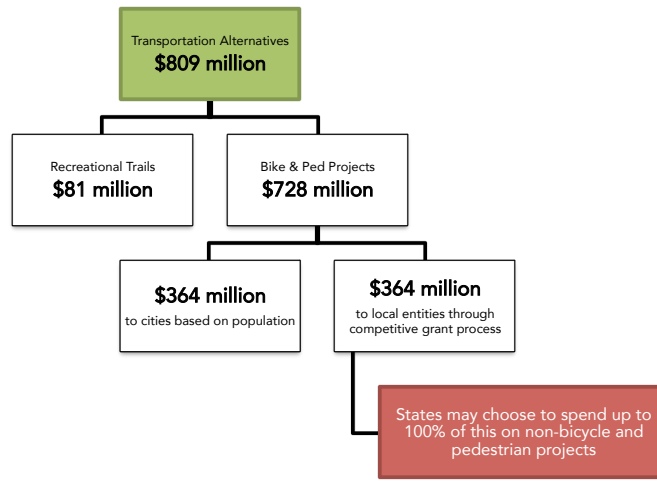 Transportation Alternatives
$809 million
Recreational Trails
$81 million
Bike & Ped Projects
$728 million
$364 million
to cities based on population
$364 million
to local entities through
competitive grant process
States may choose to spend up to
100% of this on non-bicycle and
pedestrian projects